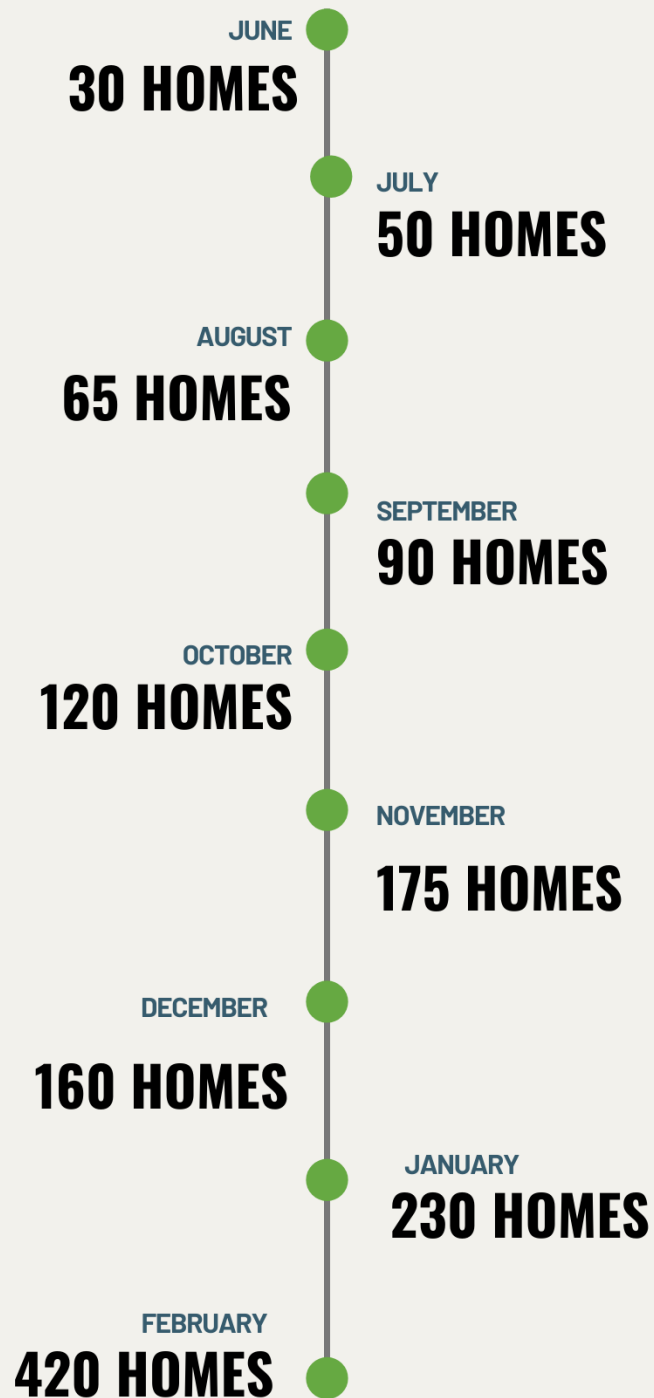 JUNE
30 HOMES
JULY
50 HOMES
AUGUST
65 HOMES
SEPTEMBER
90 HOMES
OCTOBER
120 HOMES
NOVEMBER
175 HOMES
DECEMBER
160 HOMES
JANUARY
230 HOMES
FEBRUARY
420 HOMES